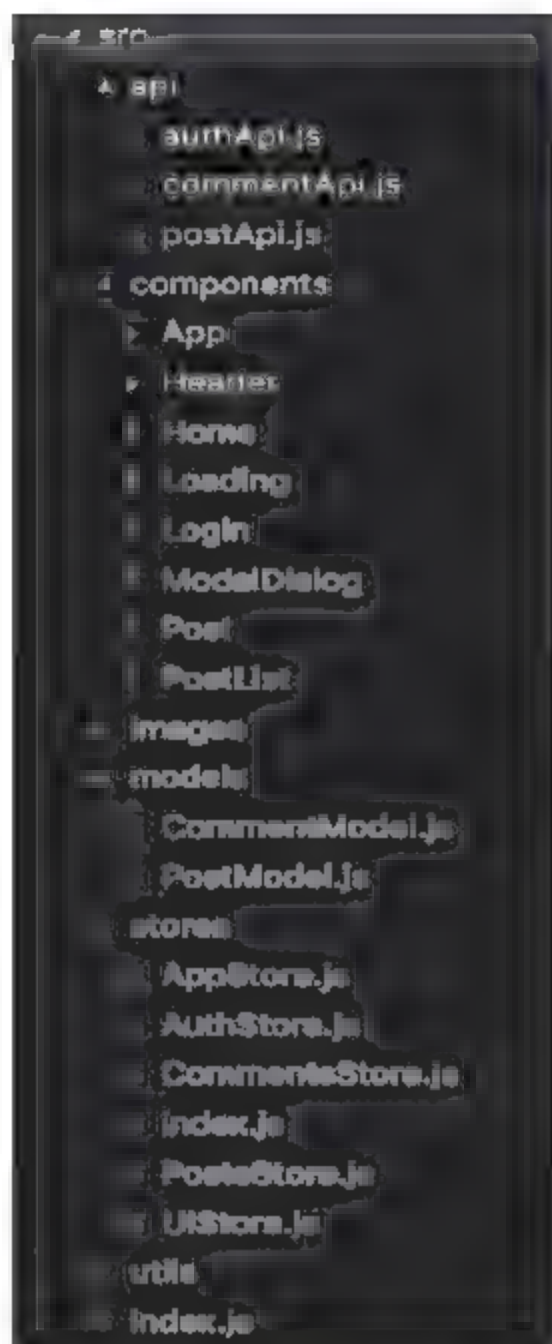 src
api
authApi.js
commentApi.js
postApi.js
components
App
Header
Home
Loading
Login
ModalDialog
Post
PostList
images
models
CommentModel.js
PostModel.js
stores
AppStore.js
AuthStore.js
CommentsStore.js
index.js
PostsStore.js
UIStore.js
utils
index.js